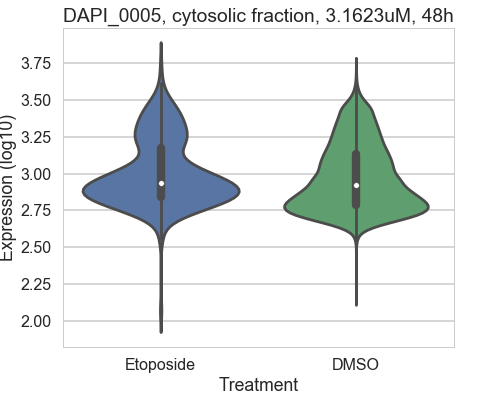 DAPI_0005, cytosolic fraction, 3.1623uM, 48h
Expression (log10)
3.75
3.50
3.25
3.00
2.75
2.50
2.25
2.00
Etoposide
DMSO
Treatment